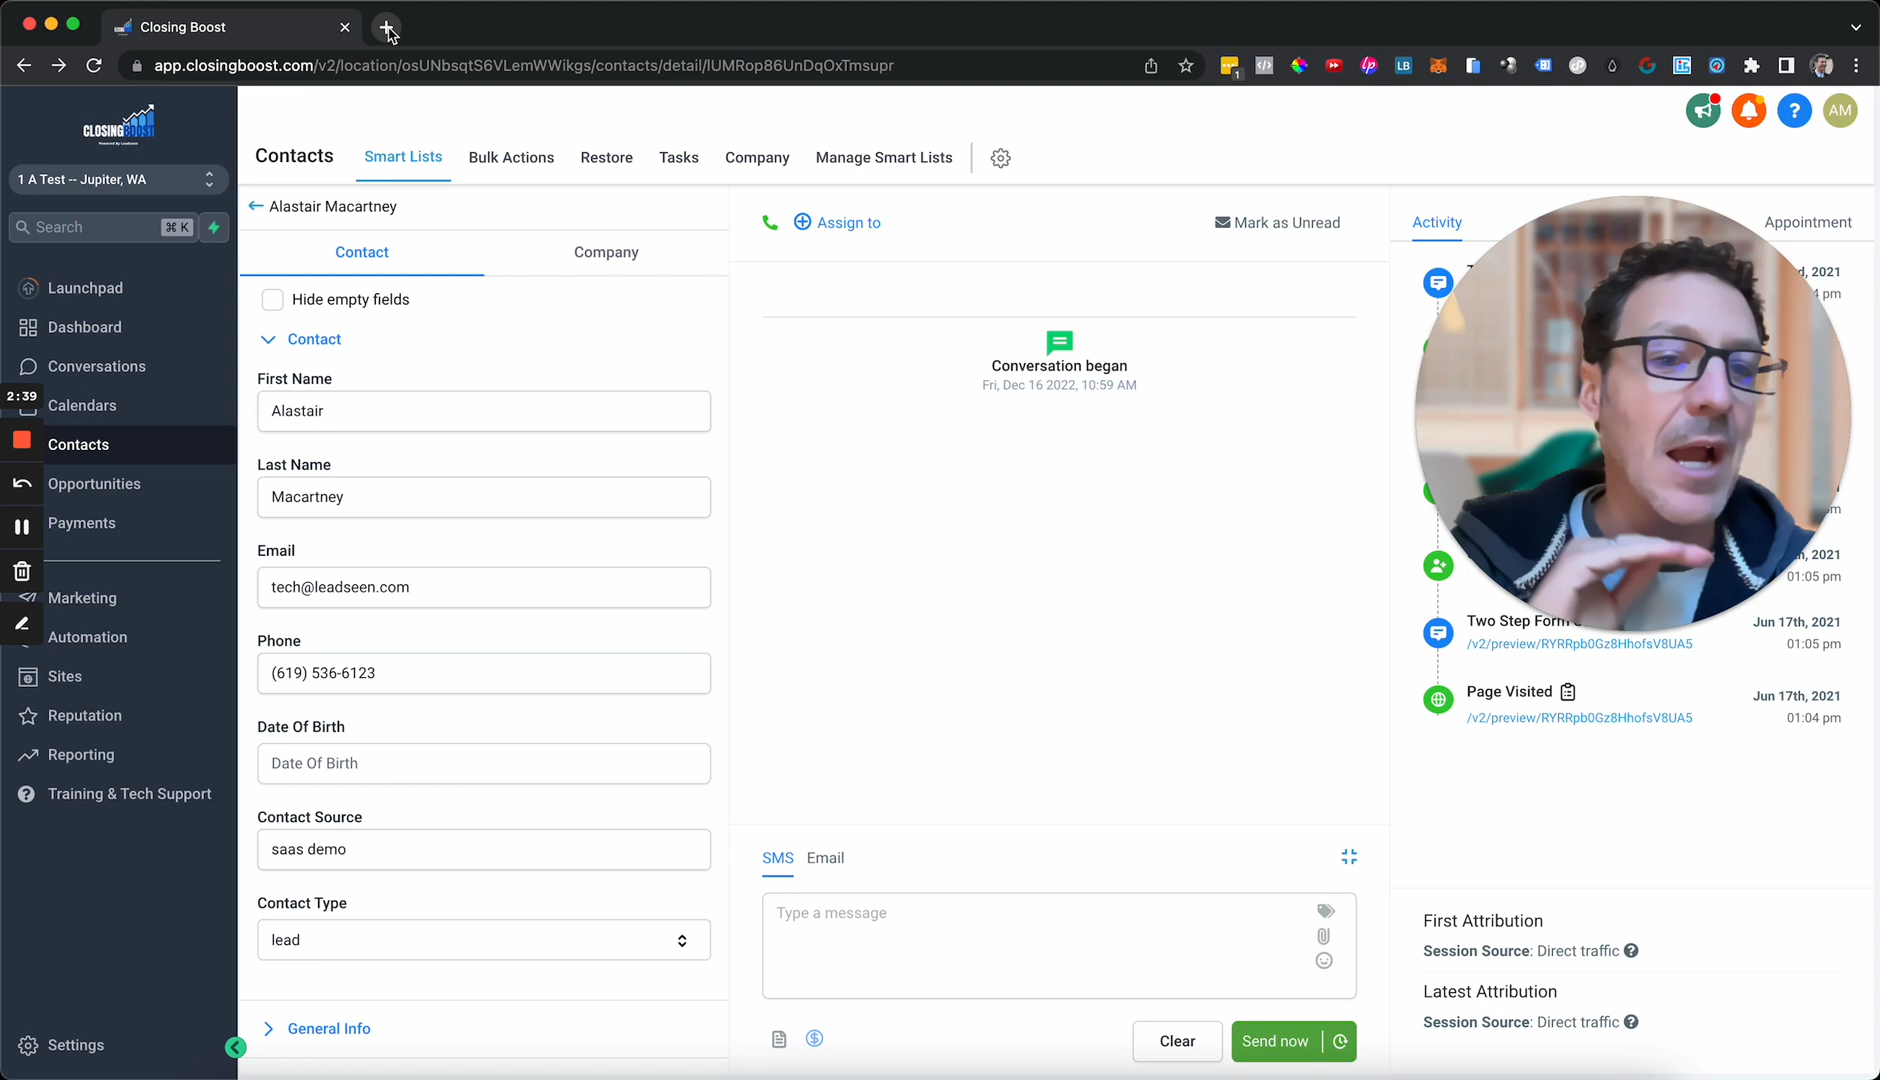 Closing Boost
app.closingboost.com/v2/location/osUNbsqtS6VLemWWikgs/contacts/detail/lUMRop86UnDqOxTmsupr
1
LB
CLOSINGBOOST
1 A Test -- Jupiter, WA
Search ⌘ K
Launchpad
Dashboard
Conversations
2:39
Calendars
Contacts
Opportunities
Payments
Marketing
Automation
Sites
Reputation
Reporting
Training & Tech Support
Settings
Contacts Smart Lists Bulk Actions Restore Tasks Company Manage Smart Lists
AM
Alastair Macartney
Contact Company
Hide empty fields
Contact
First Name
Alastair
Last Name
Macartney
Email
tech@leadseen.com
Phone
(619) 536-6123
Date Of Birth
Date Of Birth
Contact Source
saas demo
Contact Type
lead
General Info
Assign to Mark as Unread
Conversation began
Fri, Dec 16 2022, 10:59 AM
SMS Email
Type a message
Clear Send now
Activity Appointment
2021
pm
2021
01:05 pm
Two Step Form Jun 17th, 2021
/v2/preview/RYRRpb0Gz8HhofsV8UA5 01:05 pm
Page Visited Jun 17th, 2021
/v2/preview/RYRRpb0Gz8HhofsV8UA5 01:04 pm
First Attribution
Session Source: Direct traffic
Latest Attribution
Session Source: Direct traffic